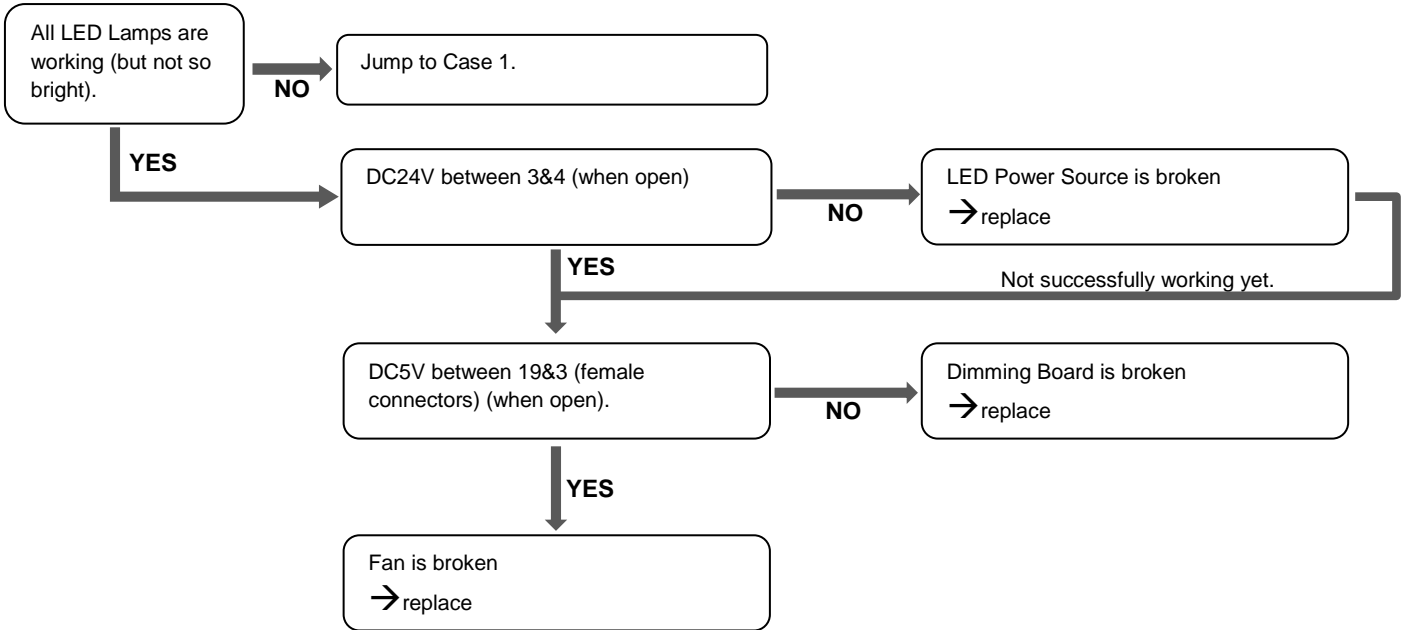 All LED Lamps are
working (but not so
bright).
NO
Jump to Case 1.
YES
DC24V between 3&4 (when open)
NO
LED Power Source is broken
→replace
YES
Not successfully working yet.
DC5V between 19&3 (female
connectors) (when open).
NO
Dimming Board is broken
→replace
YES
Fan is broken
→replace